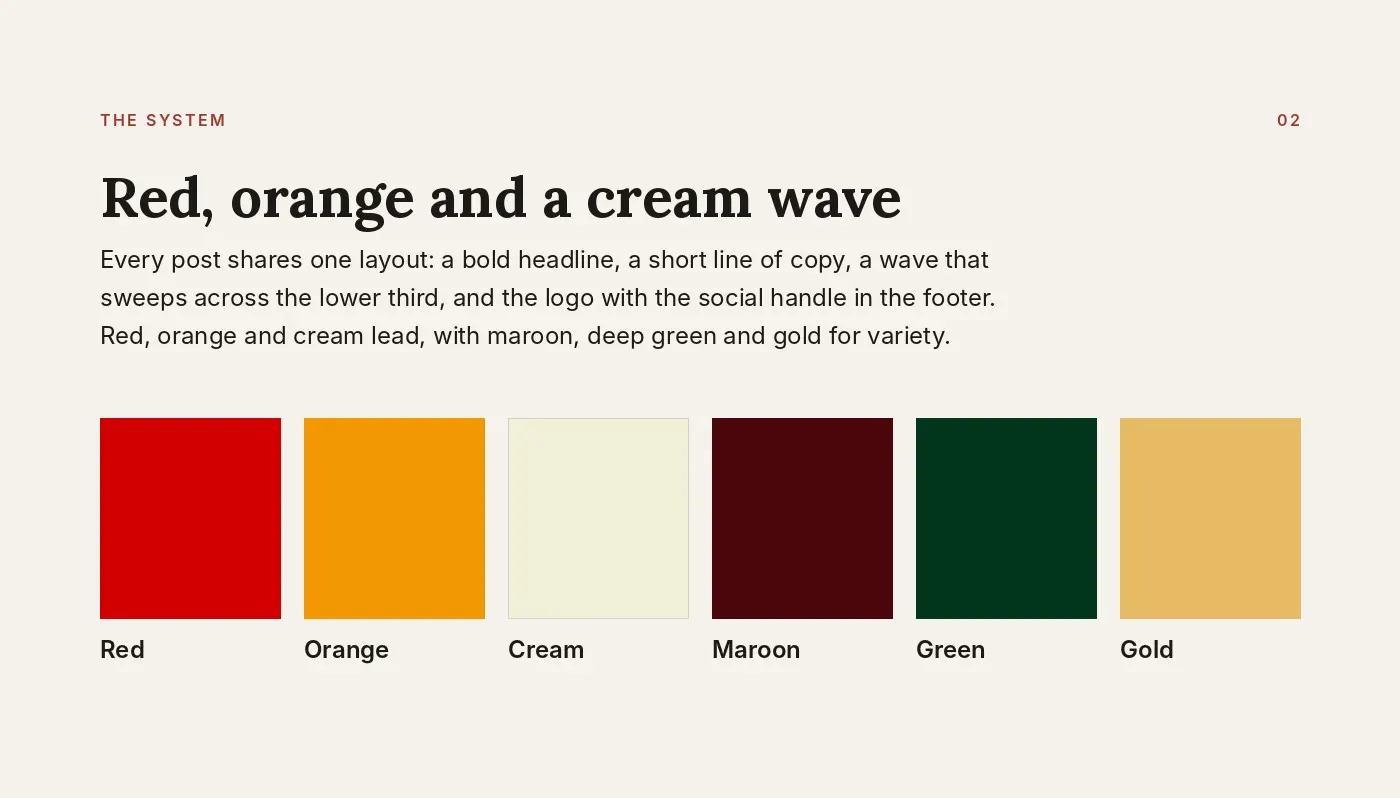 THE SYSTEM
02
Red, orange and a cream wave
Every post shares one layout: a bold headline, a short line of copy, a wave that
sweeps across the lower third, and the logo with the social handle in the footer.
Red, orange and cream lead, with maroon, deep green and gold for variety.
Red
Orange
Cream
Maroon
Green
Gold